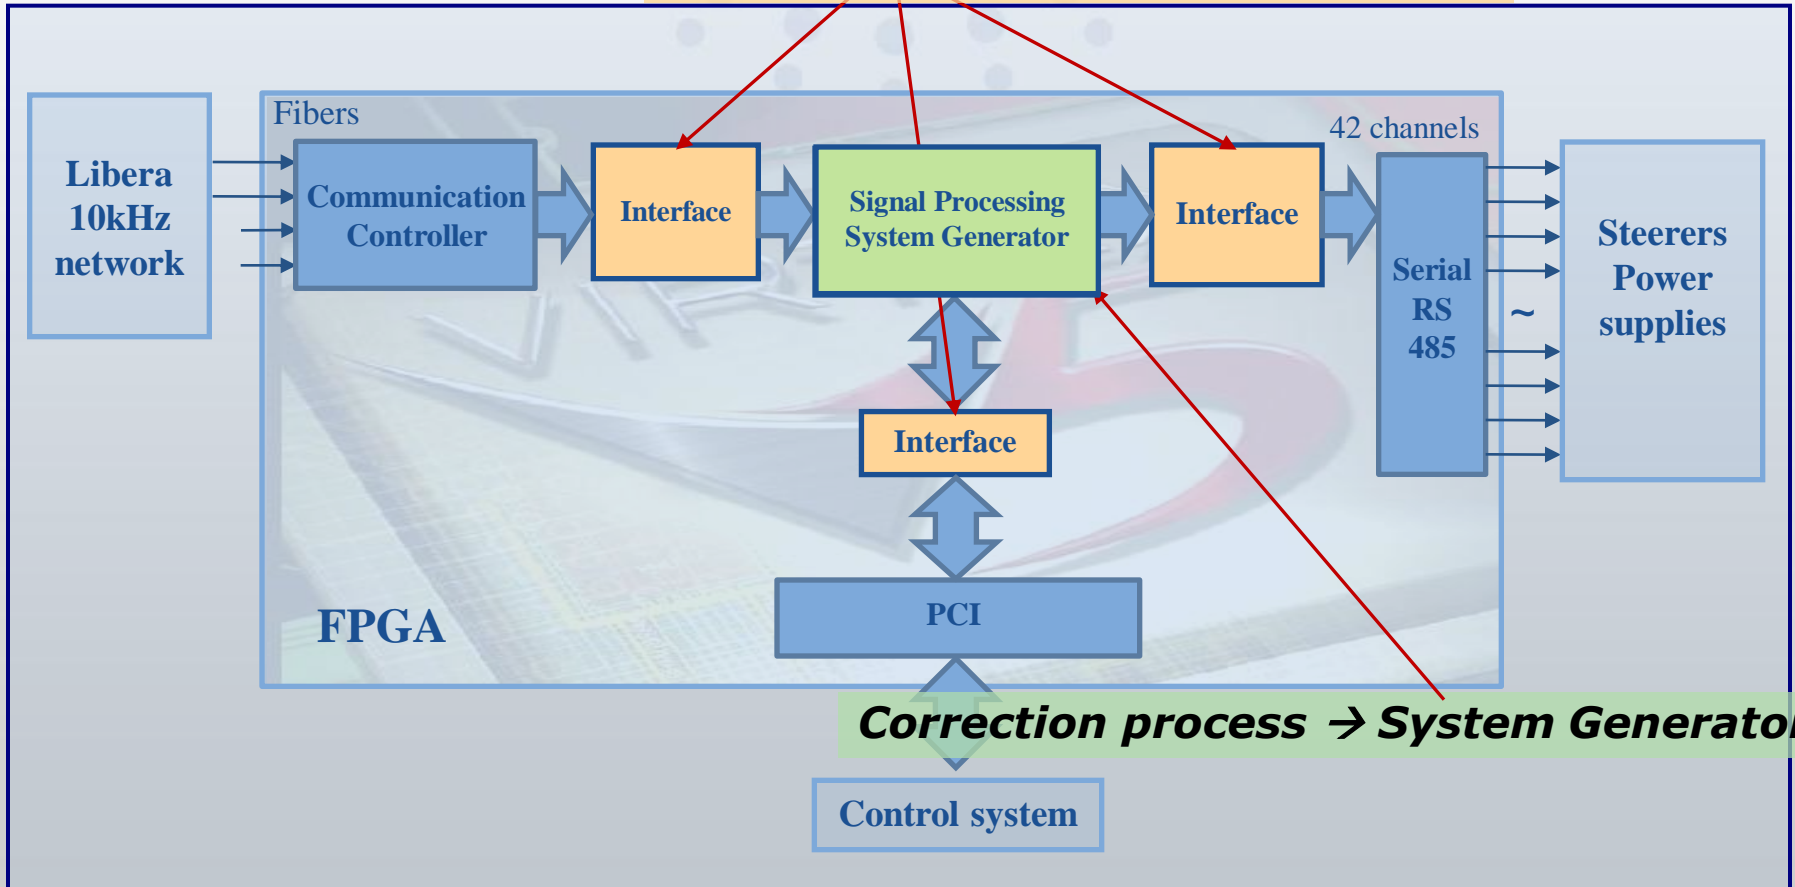 Fibers
42 channels
Libera
10kHz
network
Communication
Controller
Interface
Signal Processing
System Generator
Interface
Serial
RS
485
~
Steerers
Power
supplies
Interface
PCI
FPGA
Correction process → System Generator
Control system